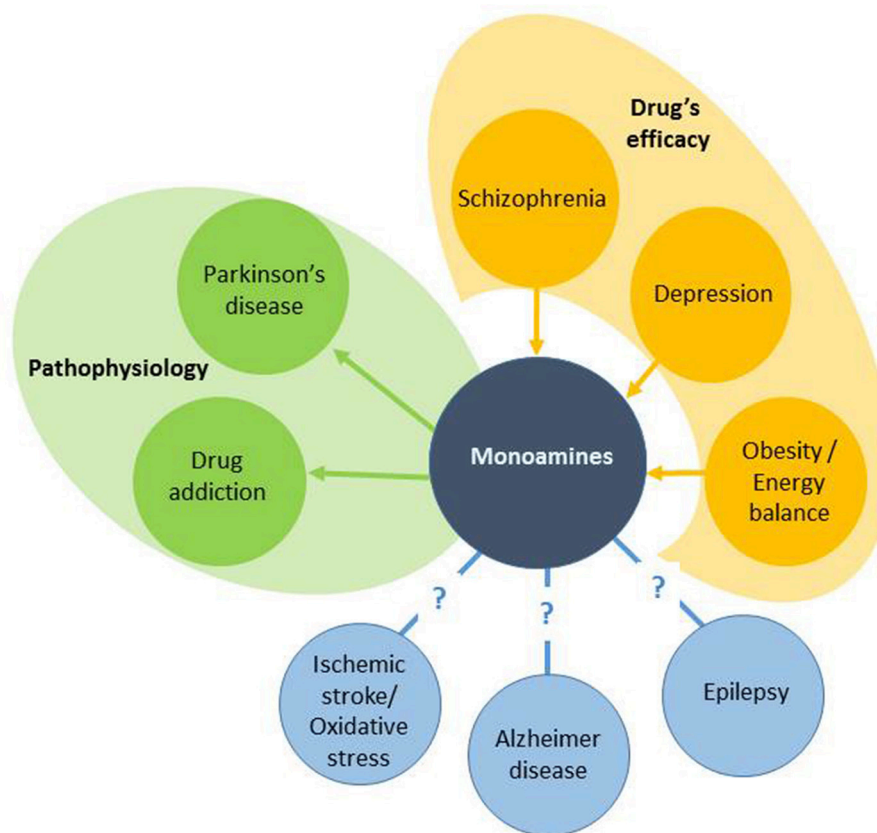 Drug's
efficacy
Schizophrenia
Depression
Obesity /
Energy
balance
Parkinson's
disease
Pathophysiology
Drug
addiction
Monoamines
?
?
?
Ischemic
stroke/
Oxidative
stress
Alzheimer
disease
Epilepsy